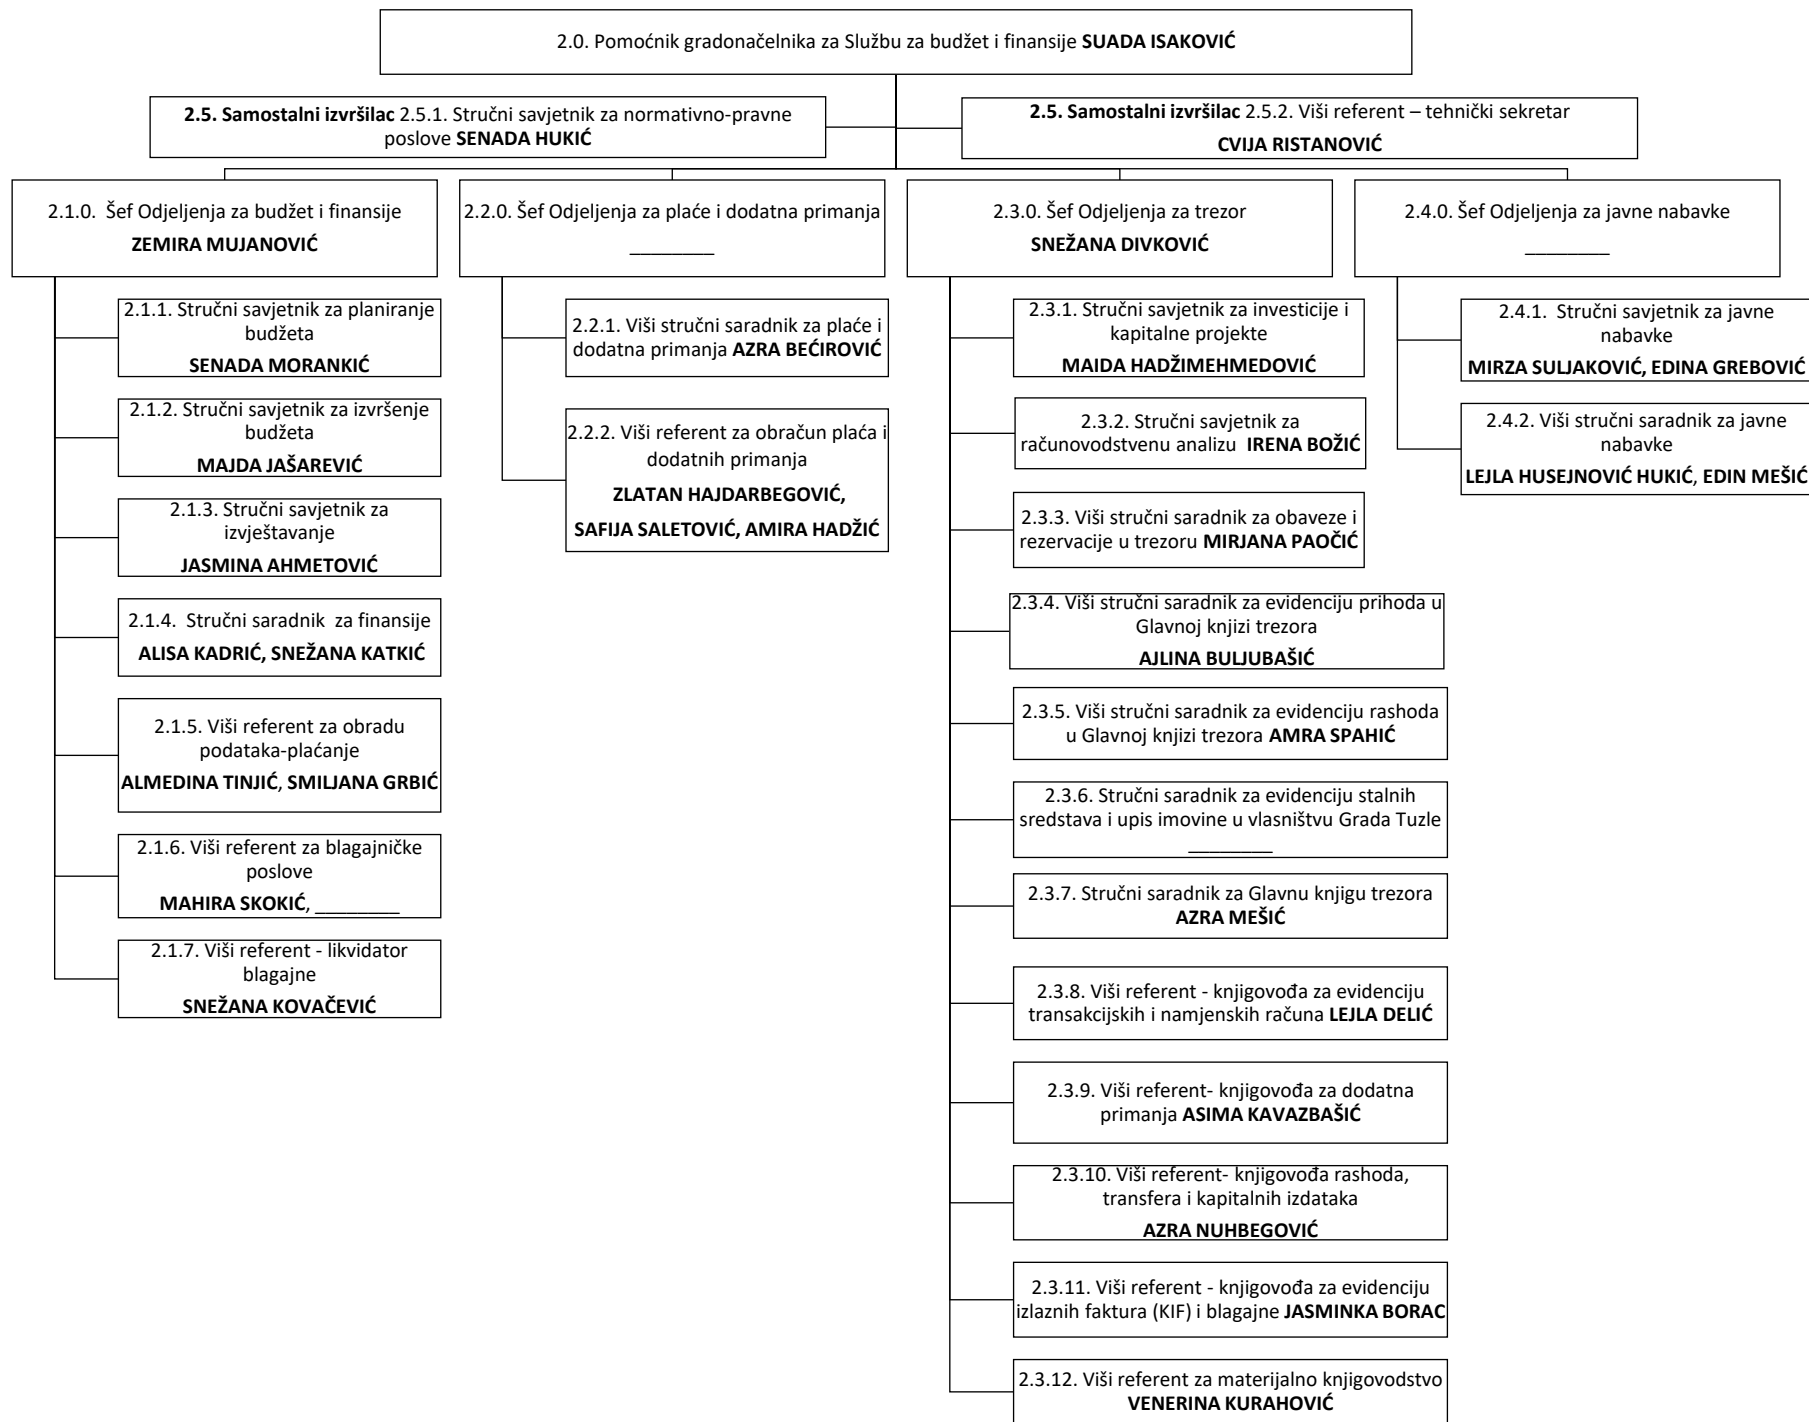 2.0. Pomoćnik gradonačelnika za Službu za budžet i finansije SUADA ISAKOVIĆ
2.5. Samostalni izvršilac 2.5.1. Stručni savjetnik za normativno-pravne
poslove SENADA HUKIĆ
2.5. Samostalni izvršilac 2.5.2. Viši referent – tehnički sekretar
CVIJA RISTANOVIĆ
2.1.0. Šef Odjeljenja za budžet i finansije
ZEMIRA MUJANOVIĆ
2.1.1. Stručni savjetnik za planiranje
budžeta
SENADA MORANKIĆ
2.1.2. Stručni savjetnik za izvršenje
budžeta
MAJDA JAŠAREVIĆ
2.1.3. Stručni savjetnik za
izvještavanje
JASMINA AHMETOVIĆ
2.1.4. Stručni saradnik za finansije
ALISA KADRIĆ, SNEŽANA KATKIĆ
2.1.5. Viši referent za obradu
podataka-plaćanje
ALMEDINA TINJIĆ, SMILJANA GRBIĆ
2.1.6. Viši referent za blagajničke
poslove
MAHIRA SKOKIĆ, ________
2.1.7. Viši referent - likvidator
blagajne
SNEŽANA KOVAČEVIĆ
2.2.0. Šef Odjeljenja za plaće i dodatna primanja
________
2.2.1. Viši stručni saradnik za plaće i
dodatna primanja AZRA BEĆIROVIĆ
2.2.2. Viši referent za obračun plaća i
dodatnih primanja
ZLATAN HAJDARBEGOVIĆ,
SAFIJA SALETOVIĆ, AMIRA HADŽIĆ
2.3.0. Šef Odjeljenja za trezor
SNEŽANA DIVKOVIĆ
2.3.1. Stručni savjetnik za investicije i
kapitalne projekte
MAIDA HADŽIMEHMEDOVIĆ
2.3.2. Stručni savjetnik za
računovodstvenu analizu IRENA BOŽIĆ
2.3.3. Viši stručni saradnik za obaveze i
rezervacije u trezoru MIRJANA PAOČIĆ
2.3.4. Viši stručni saradnik za evidenciju prihoda u
Glavnoj knjizi trezora
AJLINA BULJUBAŠIĆ
2.3.5. Viši stručni saradnik za evidenciju rashoda
u Glavnoj knjizi trezora AMRA SPAHIĆ
2.3.6. Stručni saradnik za evidenciju stalnih
sredstava i upis imovine u vlasništvu Grada Tuzle
________
2.3.7. Stručni saradnik za Glavnu knjigu trezora
AZRA MEŠIĆ
2.3.8. Viši referent - knjigovođa za evidenciju
transakcijskih i namjenskih računa LEJLA DELIĆ
2.3.9. Viši referent- knjigovođa za dodatna
primanja ASIMA KAVAZBAŠIĆ
2.3.10. Viši referent- knjigovođa rashoda,
transfera i kapitalnih izdataka
AZRA NUHBEGOVIĆ
2.3.11. Viši referent - knjigovođa za evidenciju
izlaznih faktura (KIF) i blagajne JASMINKA BORAC
2.3.12. Viši referent za materijalno knjigovodstvo
VENERINA KURAHOVIĆ
2.4.0. Šef Odjeljenja za javne nabavke
________
2.4.1. Stručni savjetnik za javne
nabavke
MIRZA SULJAKOVIĆ, EDINA GREBOVIĆ
2.4.2. Viši stručni saradnik za javne
nabavke
LEJLA HUSEJNOVIĆ HUKIĆ, EDIN MEŠIĆ